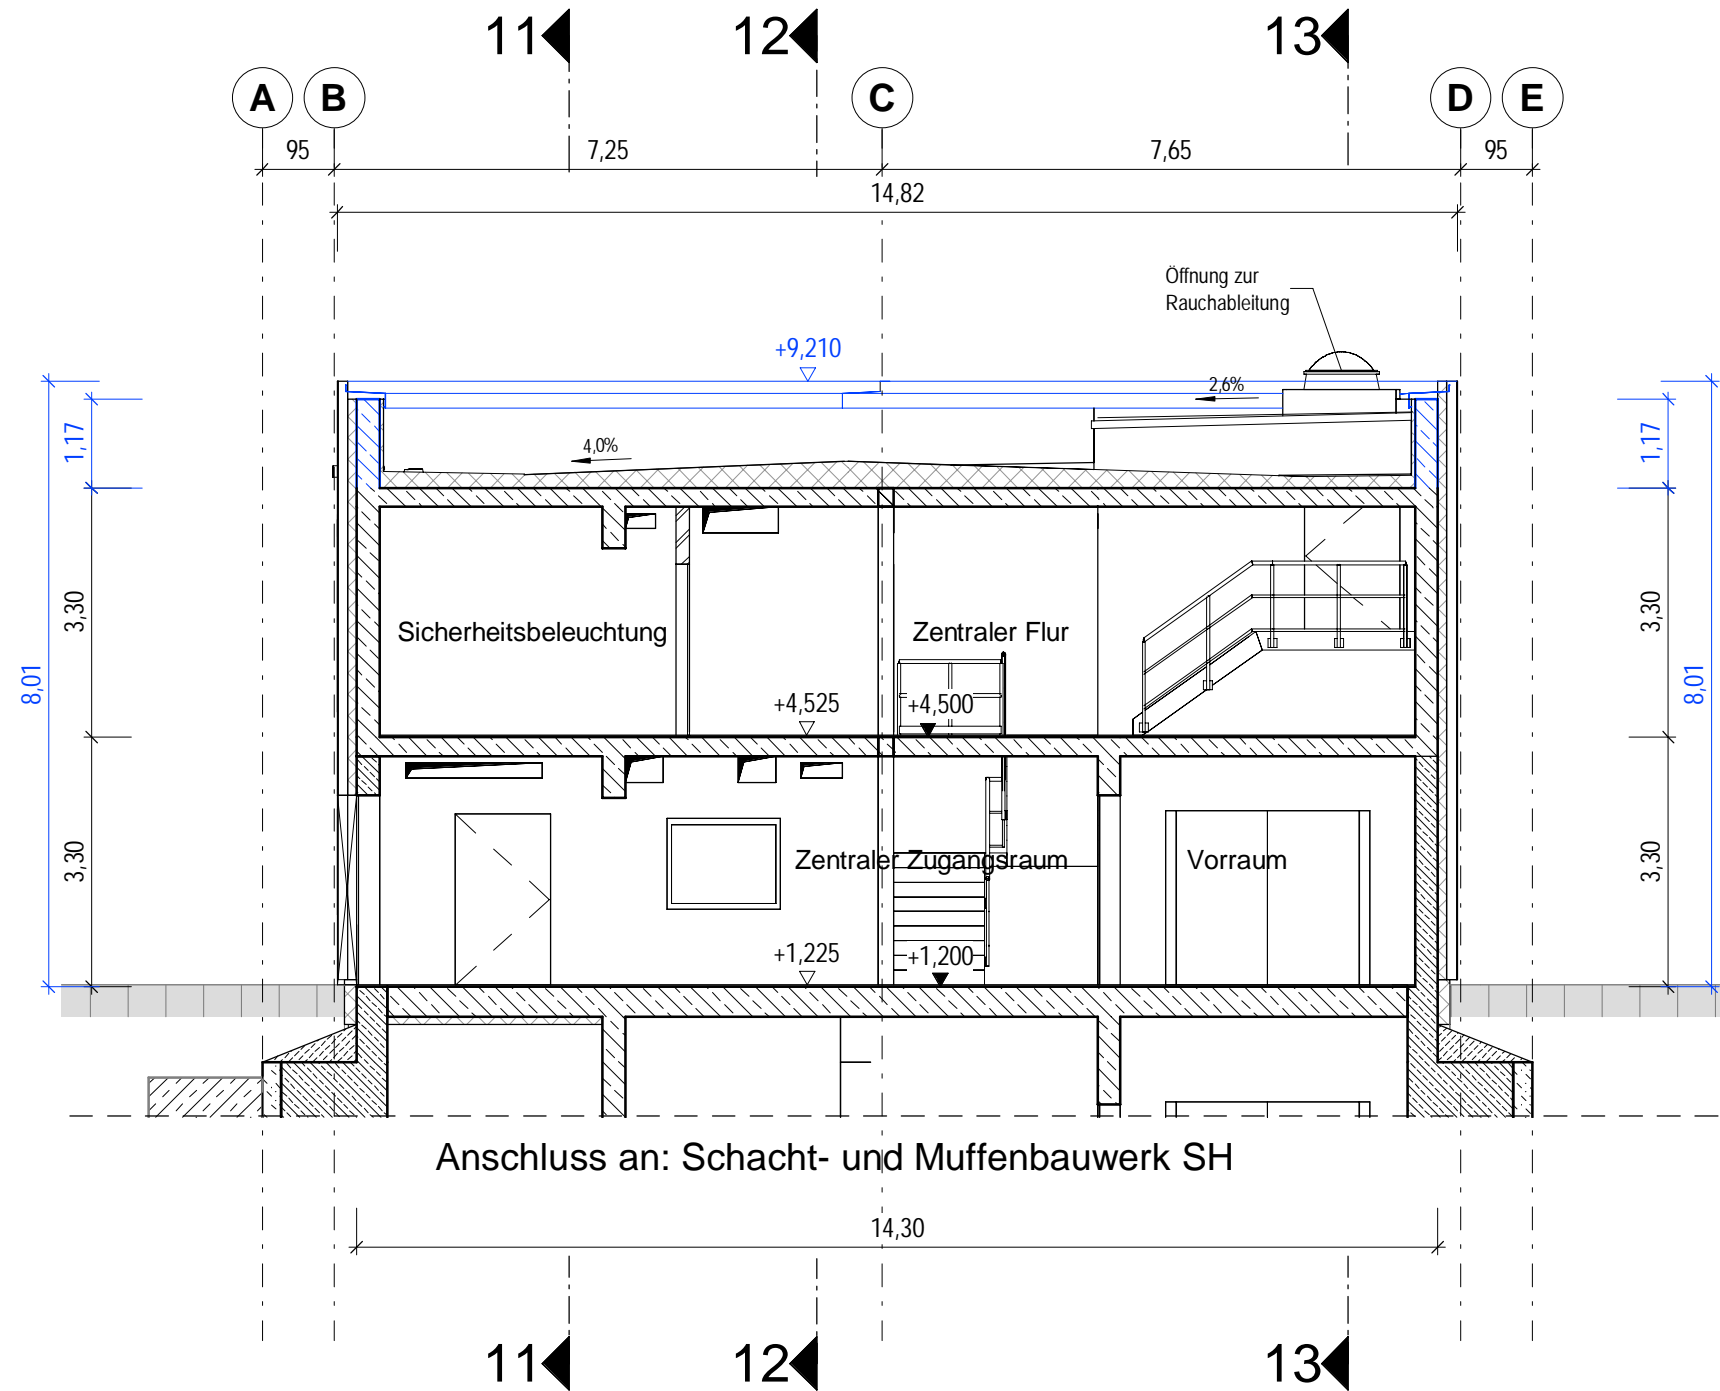 11
12
13
A
B
C
D
E
95
7,25
7,65
95
14,82
Öffnung zur
Rauchableitung
+9,210
2,6%
4,0%
1,17
1,17
3,30
3,30
8,01
8,01
Sicherheitsbeleuchtung
Zentraler Flur
+4,525
+4,500
3,30
3,30
Zentraler Zugangsraum
Vorraum
+1,225
+1,200
Anschluss an: Schacht- und Muffenbauwerk SH
14,30
11
12
13